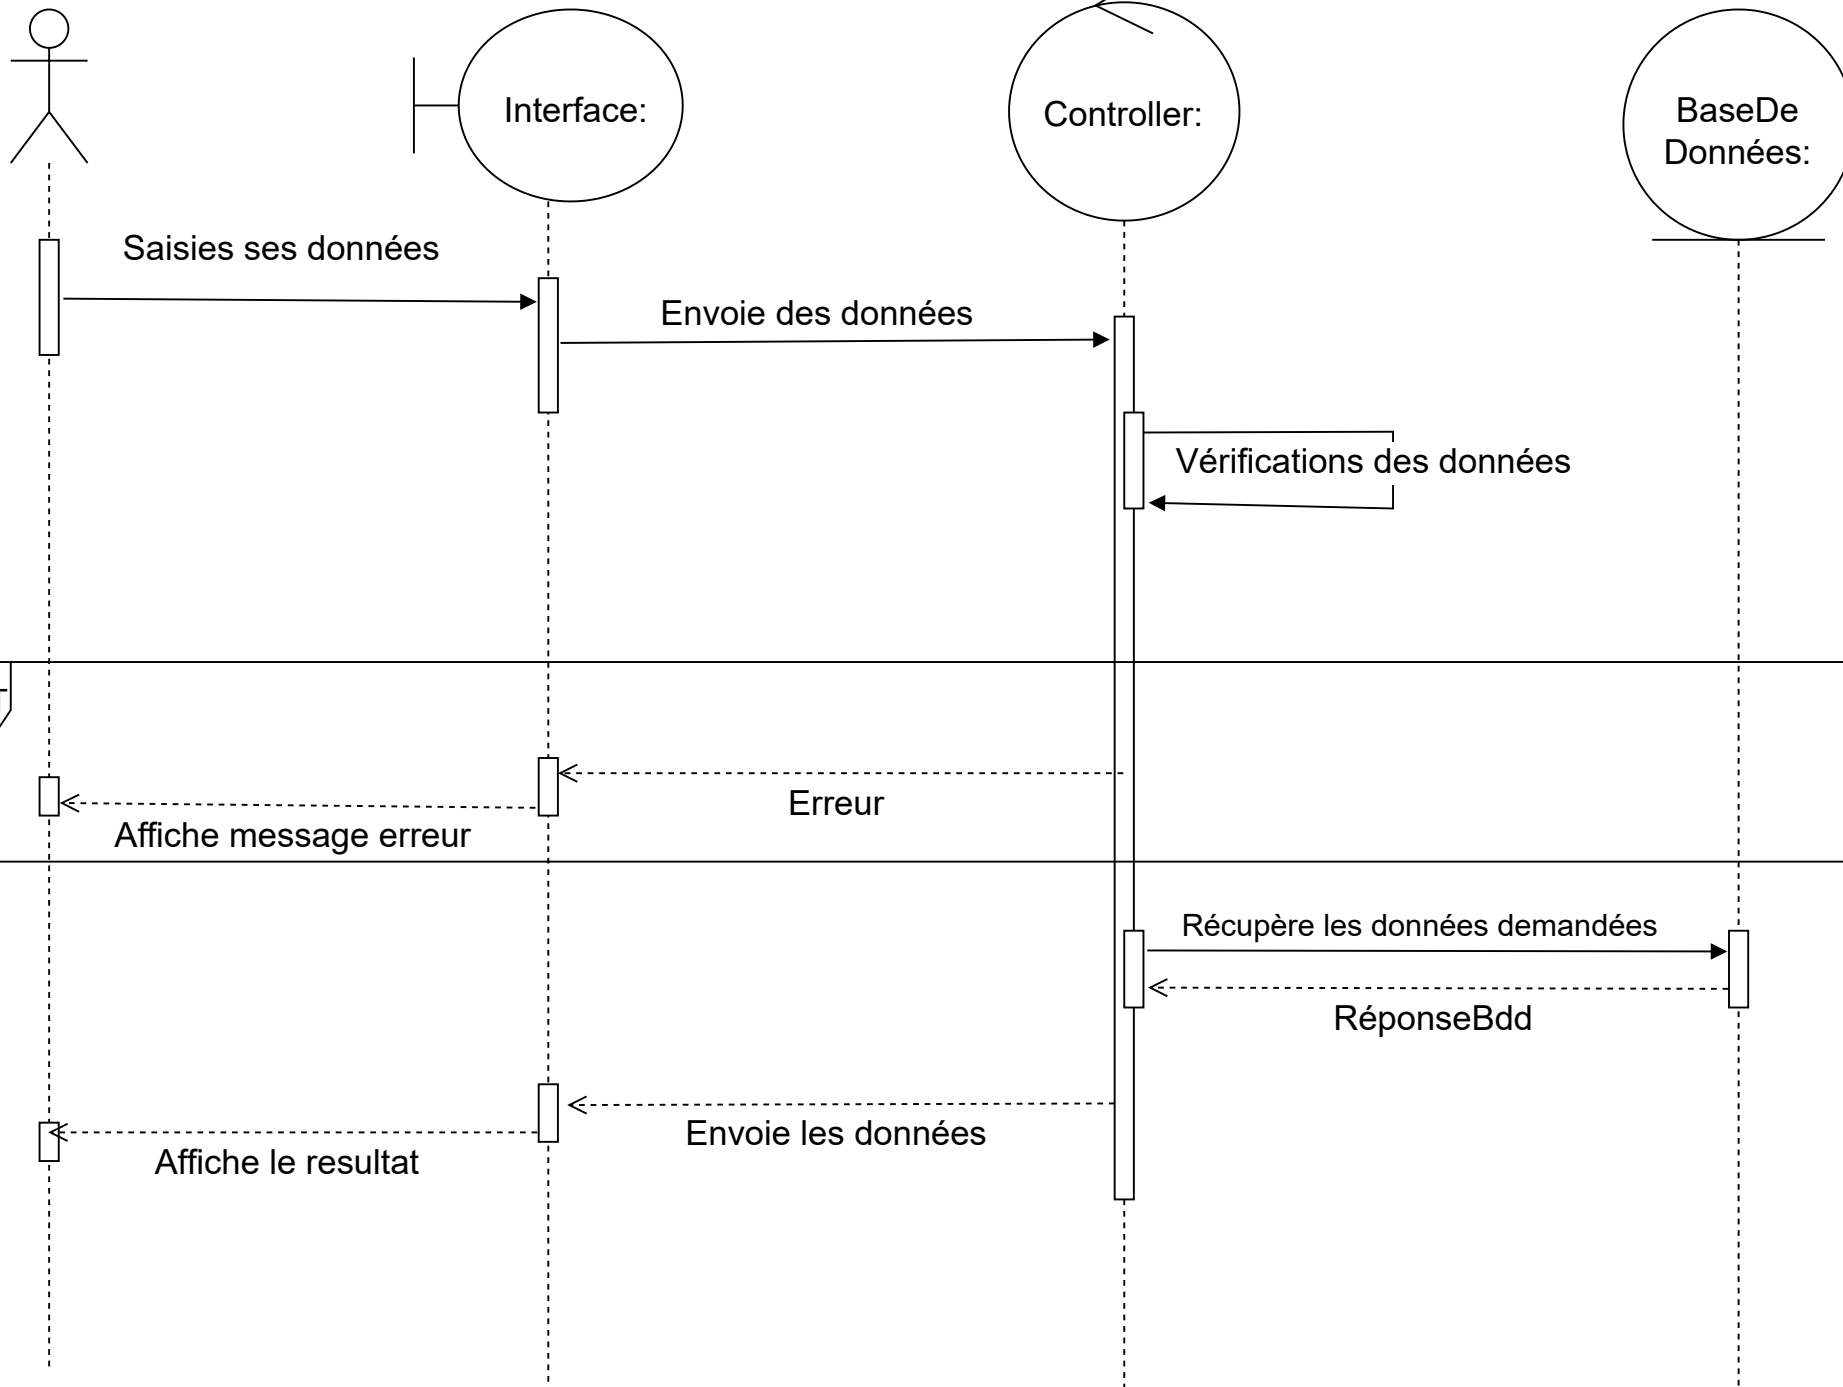 Interface:
Controller:
BaseDe
Données:
Saisies ses données
Envoie des données
Vérifications des données
Erreur
Affiche message erreur
Récupère les données demandées
RéponseBdd
Envoie les données
Affiche le resultat